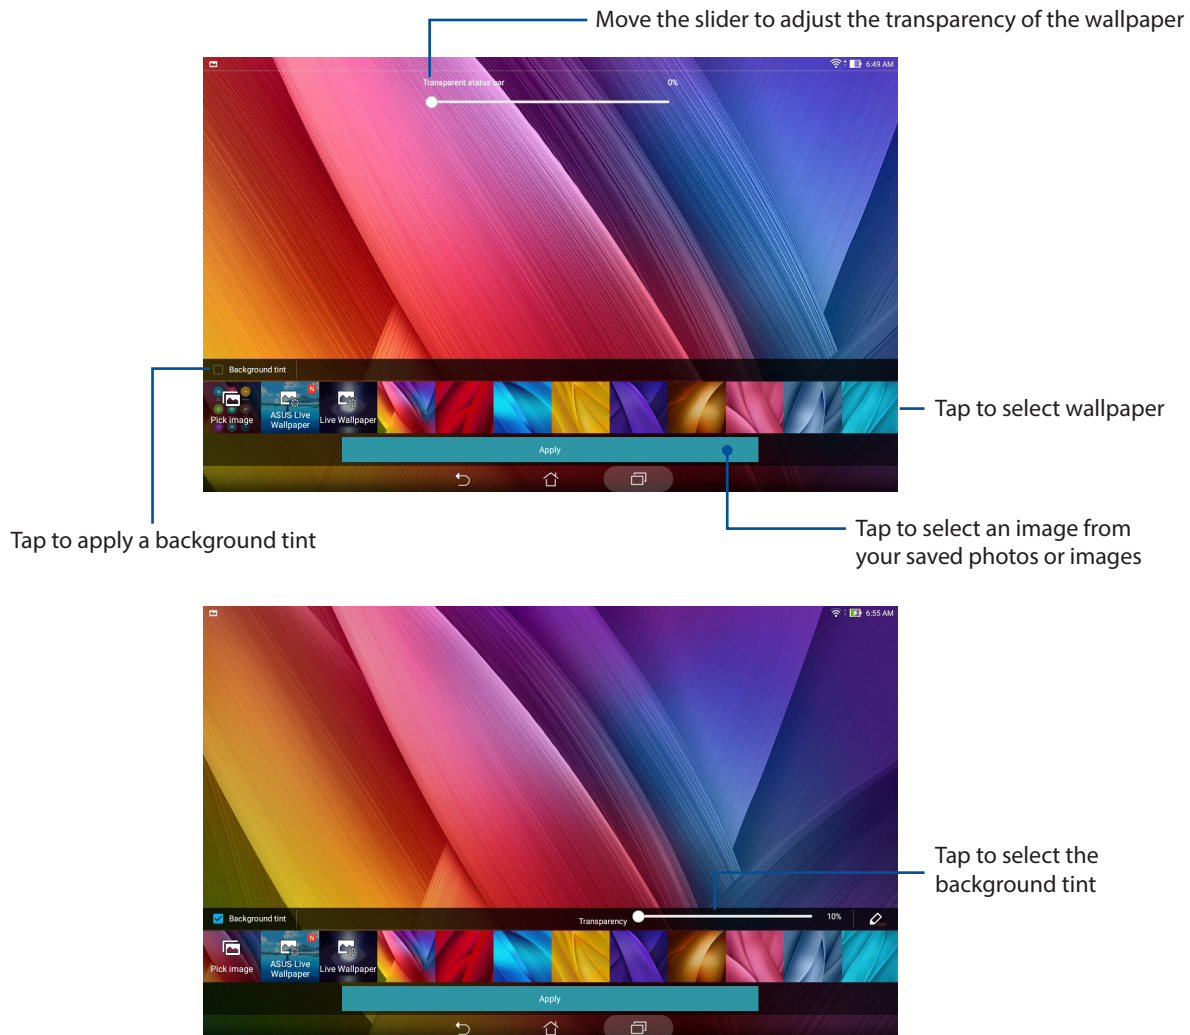 Move the slider to adjust the transparency of the wallpaper
6:49 AM
Transparent status bar 0%
Background tint
Pick image
ASUS Live
Wallpaper
N
Live Wallpaper
Tap to select wallpaper
Apply
Tap to apply a background tint
Tap to select an image from
your saved photos or images
6:55 AM
Tap to select the
background tint
Background tint
Transparency 10%
Pick image
ASUS Live
Wallpaper
N
Live Wallpaper
Apply